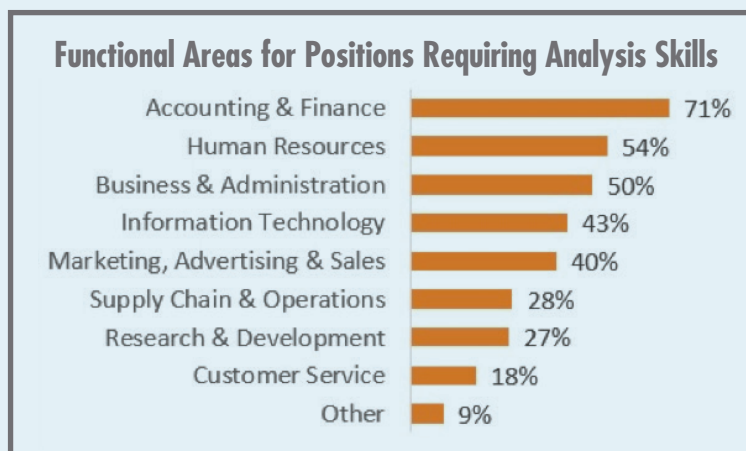 Functional Areas for Positions Requiring Analysis Skills
Accounting & Finance 71%
Human Resources 54%
Business & Administration 50%
Information Technology 43%
Marketing, Advertising & Sales 40%
Supply Chain & Operations 28%
Research & Development 27%
Customer Service 18%
Other 9%